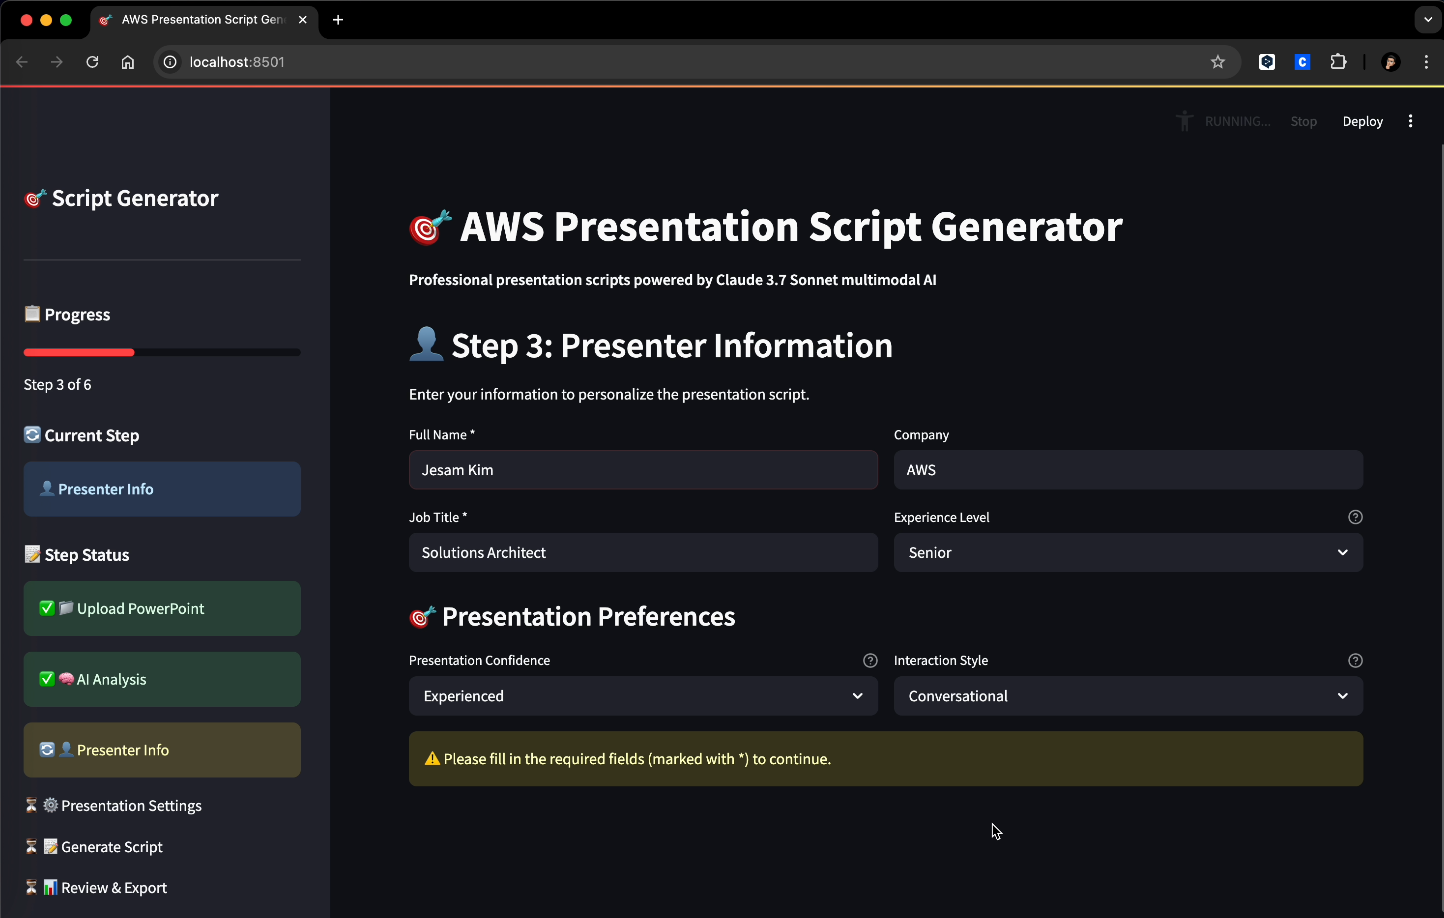 AWS Presentation Script Gen
localhost:8501
RUNNING...
Stop
Deploy
Script Generator
Progress
Step 3 of 6
Current Step
Presenter Info
Step Status
Upload PowerPoint
AI Analysis
Presenter Info
Presentation Settings
Generate Script
Review & Export
AWS Presentation Script Generator
Professional presentation scripts powered by Claude 3.7 Sonnet multimodal AI
Step 3: Presenter Information
Enter your information to personalize the presentation script.
Full Name *
Company
Jesam Kim
AWS
Job Title *
Experience Level
Solutions Architect
Senior
Presentation Preferences
Presentation Confidence
Interaction Style
Experienced
Conversational
Please fill in the required fields (marked with *) to continue.